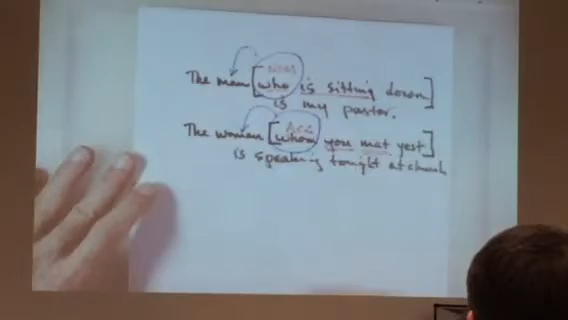 NOM
The man [who is sitting down]
is my pastor.
Acc
The woman [whom you met yest]
is speaking tonight at church